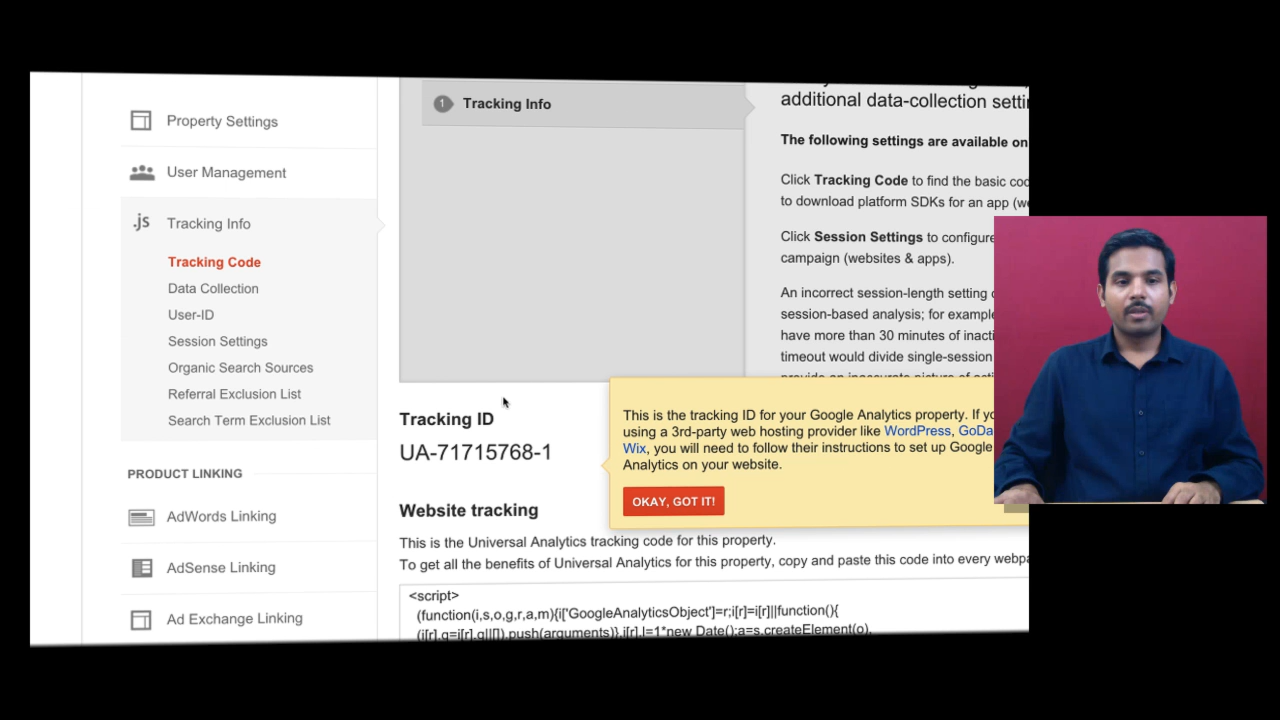 Property Settings
User Management
.js Tracking Info
Tracking Code
Data Collection
User-ID
Session Settings
Organic Search Sources
Referral Exclusion List
Search Term Exclusion List
PRODUCT LINKING
AdWords Linking
AdSense Linking
Ad Exchange Linking
1 Tracking Info
additional data-collection
The following settings are available on
Click Tracking Code to find the basic
to download platform SDKs for an app
Click Session Settings to configure
campaign (websites & apps).
An incorrect session-length setting
session-based analysis; for example
have more than 30 minutes of
timeout would divide single-session
Tracking ID
UA-71715768-1
This is the tracking ID for your Google Analytics property. If
using a 3rd-party web hosting provider like WordPress,
Wix, you will need to follow their instructions to set up Google
Analytics on your website.
OKAY, GOT IT!
Website tracking
This is the Universal Analytics tracking code for this property.
To get all the benefits of Universal Analytics for this property, copy and paste this code into every
<script>
(function(i,s,o,g,r,a,m){i['GoogleAnalyticsObject']=r;i[r]=i[r]||function(){
(i[r].q=i[r].q||[]).push(arguments)},i[r].l=1*new Date();a=s.createElement(o),